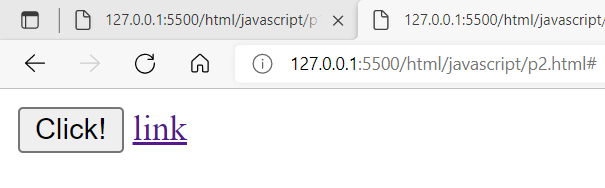 127.0.0.1:5500/html/javascript/p
127.0.0.1:5500/html/javascript/
127.0.0.1:5500/html/javascript/p2.html#
Click! link